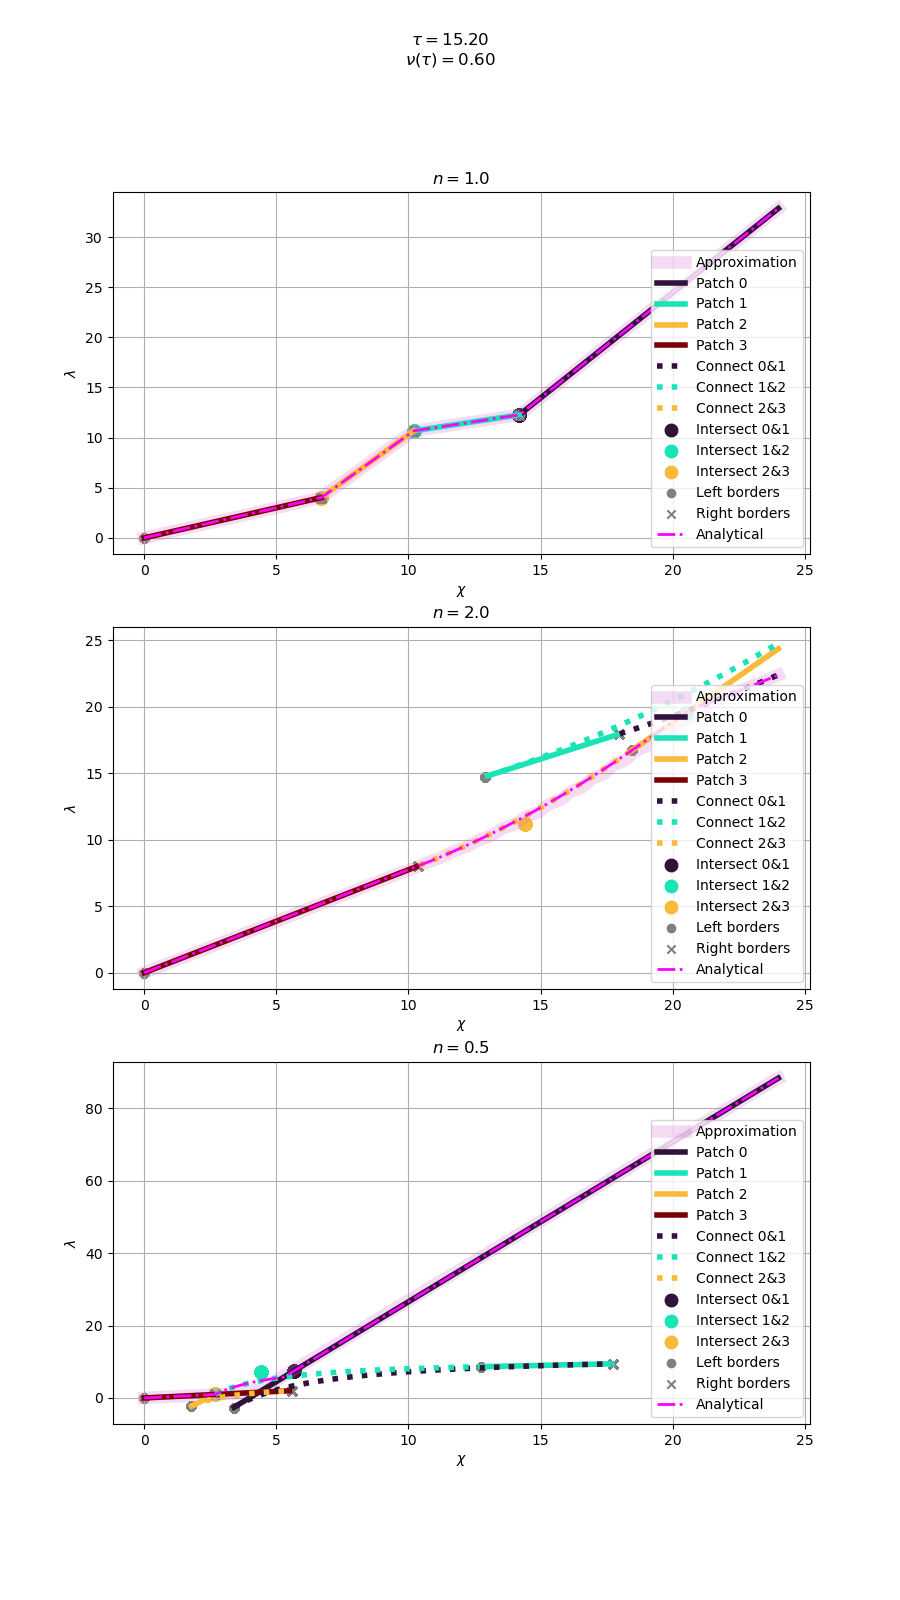 τ = 15.20
ν(τ) = 0.60
n = 1.0
30
25
20
15
10
5
0
λ
0 5 10 15 20 25
χ
Approximation
Patch 0
Patch 1
Patch 2
Patch 3
Connect 0&1
Connect 1&2
Connect 2&3
Intersect 0&1
Intersect 1&2
Intersect 2&3
Left borders
Right borders
Analytical
n = 2.0
25
20
15
10
5
0
λ
0 5 10 15 20 25
χ
Approximation
Patch 0
Patch 1
Patch 2
Patch 3
Connect 0&1
Connect 1&2
Connect 2&3
Intersect 0&1
Intersect 1&2
Intersect 2&3
Left borders
Right borders
Analytical
n = 0.5
80
60
40
20
0
λ
0 5 10 15 20 25
χ
Approximation
Patch 0
Patch 1
Patch 2
Patch 3
Connect 0&1
Connect 1&2
Connect 2&3
Intersect 0&1
Intersect 1&2
Intersect 2&3
Left borders
Right borders
Analytical